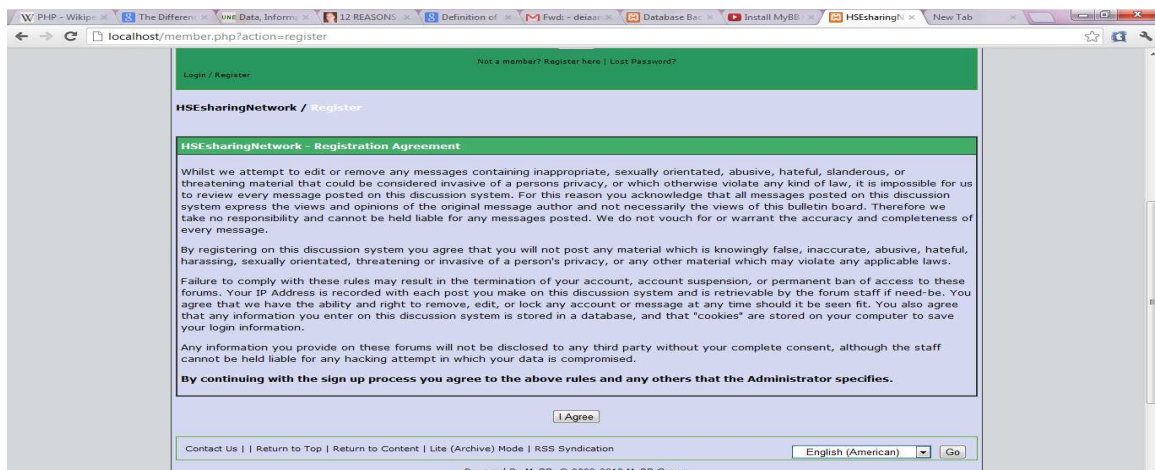 PHP - Wikipe
The Differenc
UNE Data, Inform
12 REASONS
Definition of
Fwd: - deiaar
Database Bac
Install MyBB
HSEsharingN
New Tab
localhost/member.php?action=register
Not a member? Register here | Lost Password?
Login / Register
HSEsharingNetwork / Register
HSEsharingNetwork - Registration Agreement
Whilst we attempt to edit or remove any messages containing inappropriate, sexually orientated, abusive, hateful, slanderous, or
threatening material that could be considered invasive of a persons privacy, or which otherwise violate any kind of law, it is impossible for us
to review every message posted on this discussion system. For this reason you acknowledge that all messages posted on this discussion
system express the views and opinions of the original message author and not necessarily the views of this bulletin board. Therefore we
take no responsibility and cannot be held liable for any messages posted. We do not vouch for or warrant the accuracy and completeness of
every message.
By registering on this discussion system you agree that you will not post any material which is knowingly false, inaccurate, abusive, hateful,
harassing, sexually orientated, threatening or invasive of a person's privacy, or any other material which may violate any applicable laws.
Failure to comply with these rules may result in the termination of your account, account suspension, or permanent ban of access to these
forums. Your IP Address is recorded with each post you make on this discussion system and is retrievable by the forum staff if need-be. You
agree that we have the ability and right to remove, edit, or lock any account or message at any time should it be seen fit. You also agree
that any information you enter on this discussion system is stored in a database, and that "cookies" are stored on your computer to save
your login information.
Any information you provide on these forums will not be disclosed to any third party without your complete consent, although the staff
cannot be held liable for any hacking attempt in which your data is compromised.
By continuing with the sign up process you agree to the above rules and any others that the Administrator specifies.
I Agree
Contact Us | | Return to Top | Return to Content | Lite (Archive) Mode | RSS Syndication
English (American)
Go